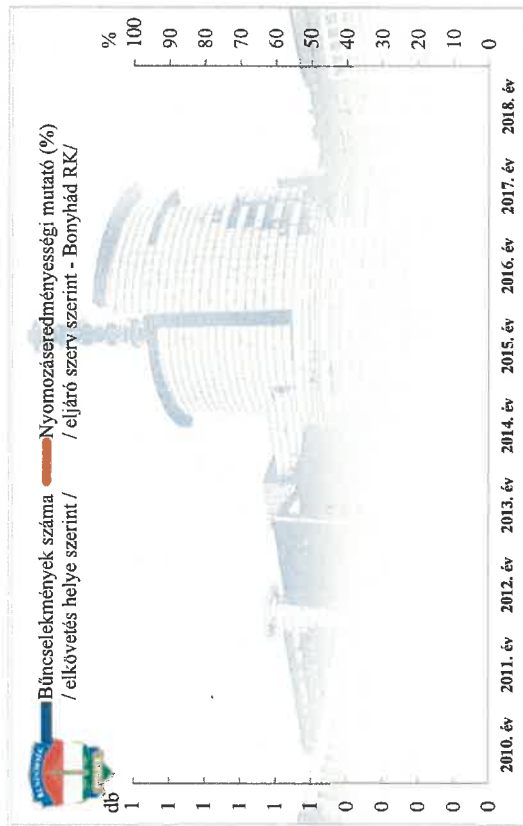 RENDŐRSÉG
Bűncselekmények száma
/ elkövetés helye szerint /
Nyomozáseredményességi mutató (%)
/ eljáró szerv szerint - Bonyhád RK/
db
%
1
1
1
1
1
1
0
0
0
0
0
100
90
80
70
60
50
40
30
20
10
0
2010. év
2011. év
2012. év
2013. év
2014. év
2015. év
2016. év
2017. év
2018. év